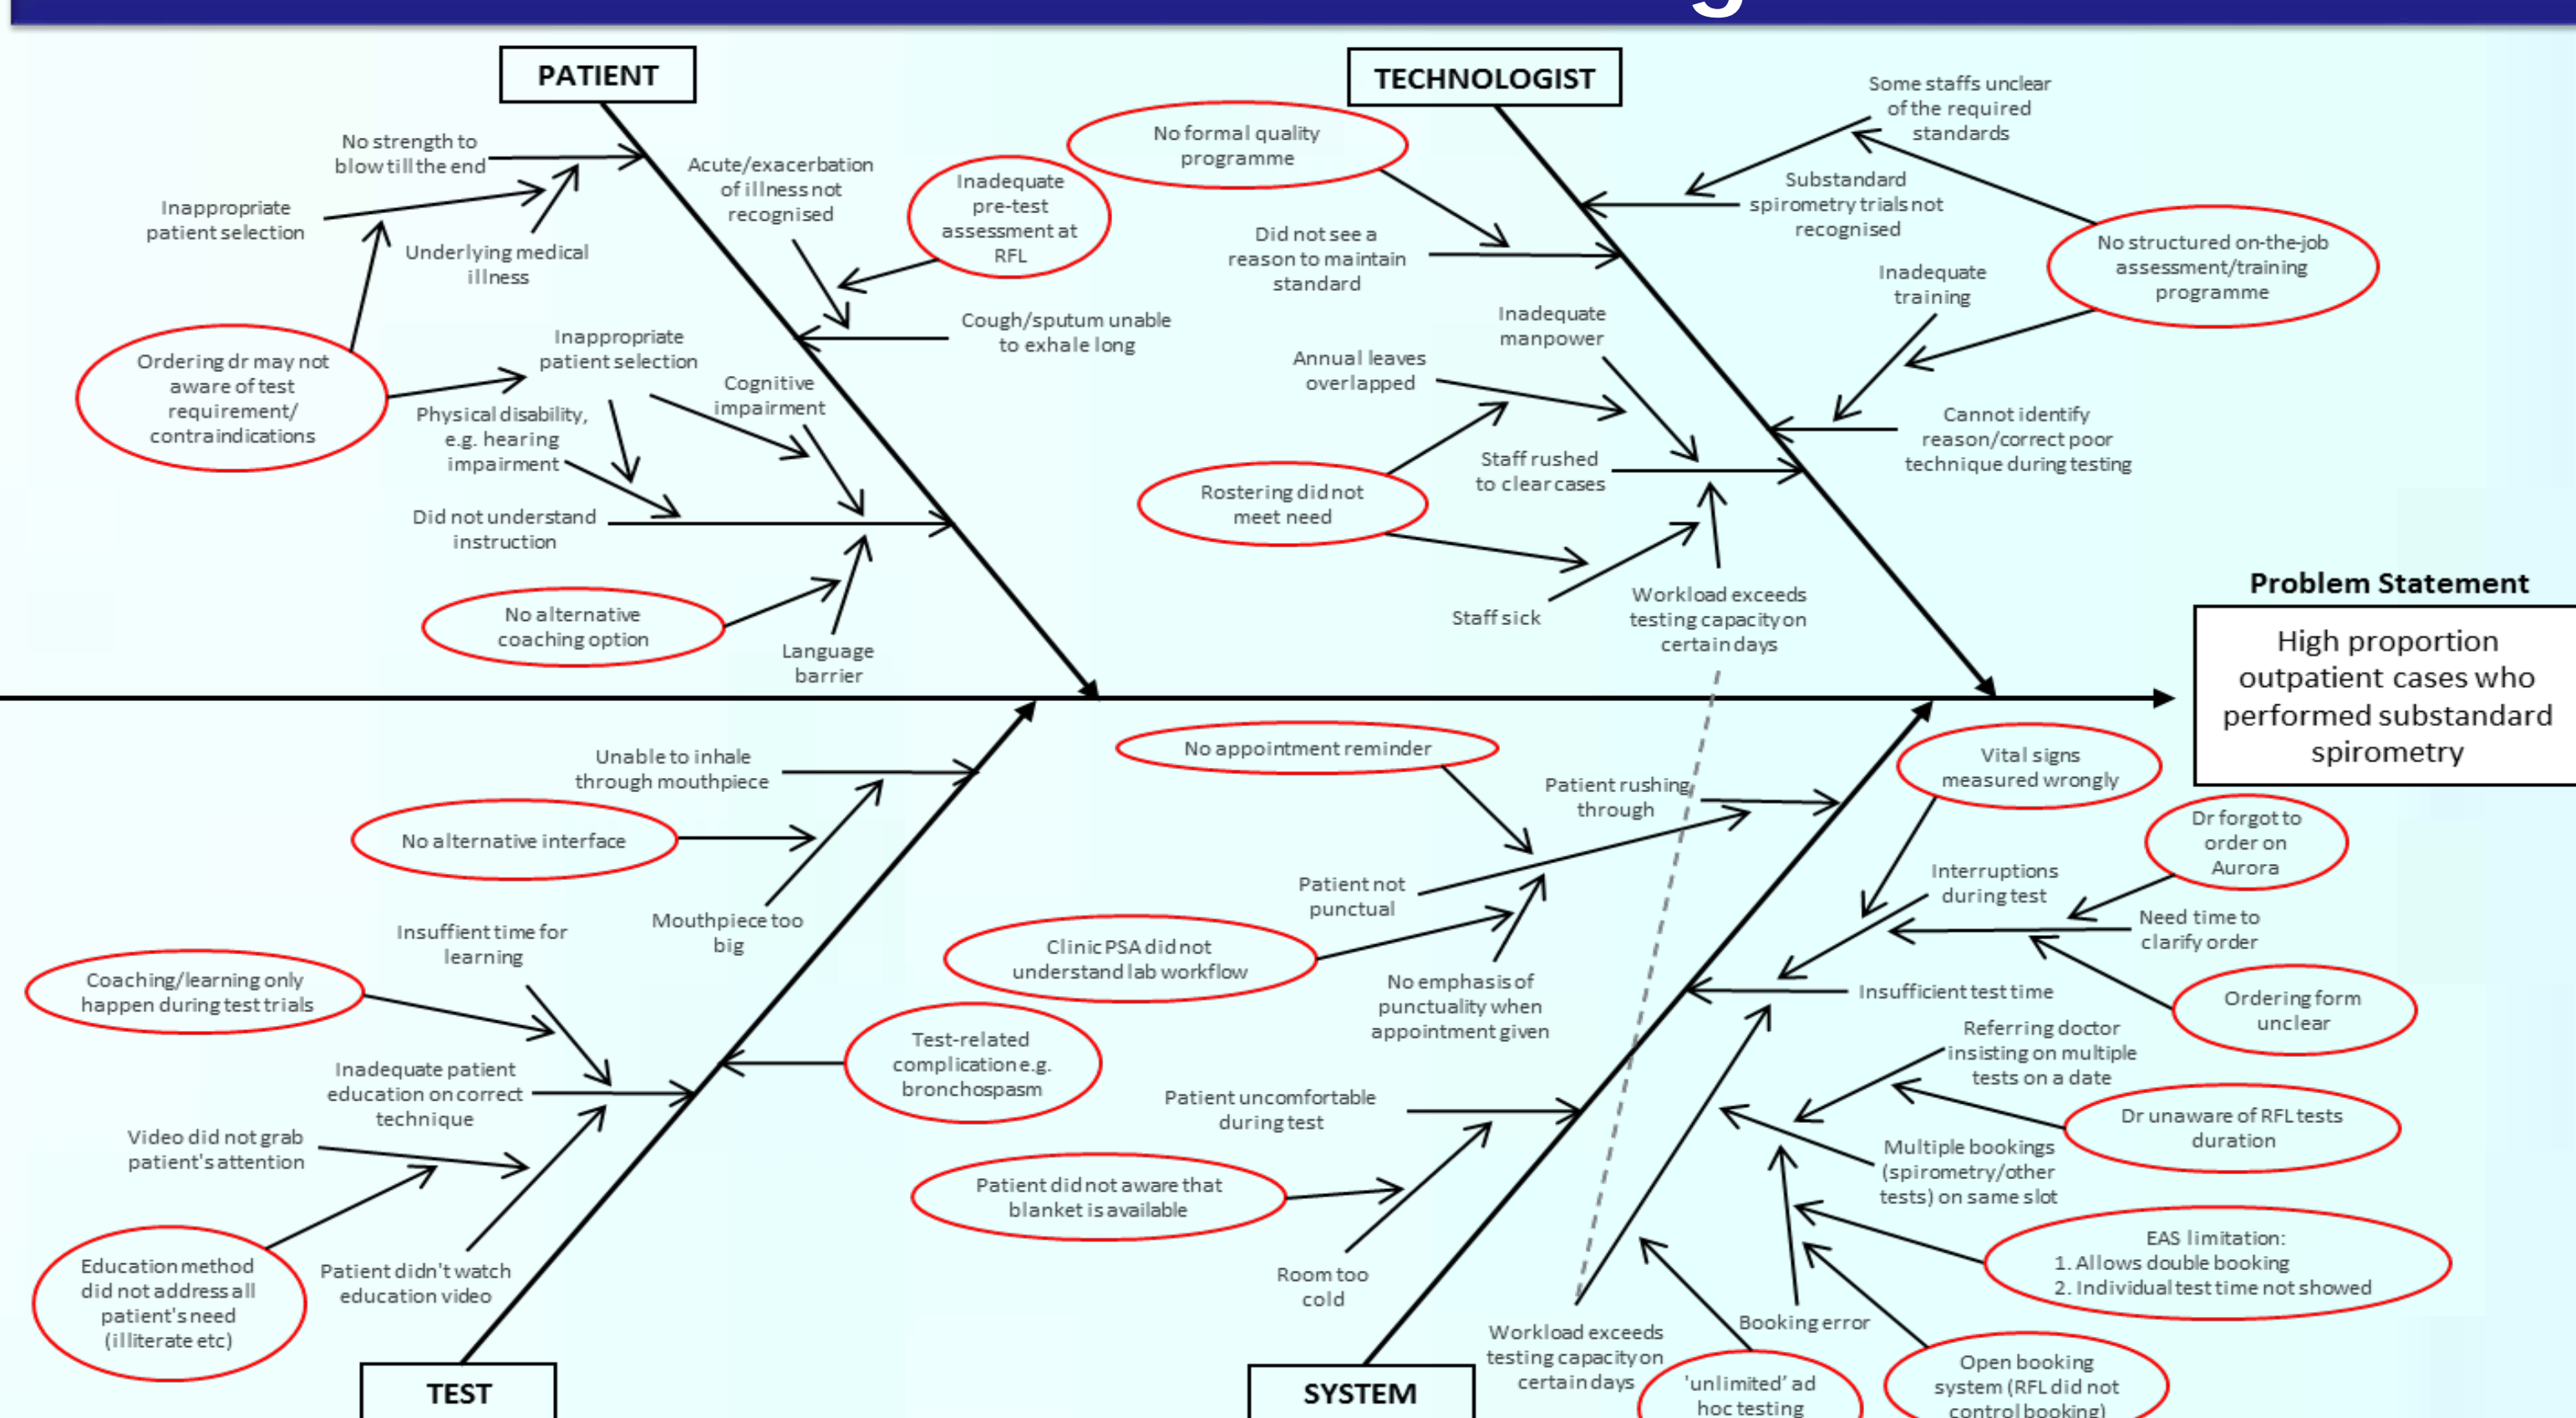 PATIENT
No strength to
blow till the end
Inappropriate
patient selection
Underlying medical
illness
Acute/exacerbation
of illness not
recognised
Inadequate
pre-test
assessment at
RFL
Cough/sputum unable
to exhale long
Ordering dr may not
aware of test
requirement/
contraindications
Inappropriate
patient selection
Cognitive
impairment
Physical disability,
e.g. hearing
impairment
Did not understand
instruction
No alternative
coaching option
Language
barrier
TECHNOLOGIST
No formal quality
programme
Did not see a
reason to maintain
standard
Some staffs unclear
of the required
standards
Substandard
spirometry trials not
recognised
No structured on-the-job
assessment/training
programme
Inadequate
training
Cannot identify
reason/correct poor
technique during testing
Inadequate
manpower
Annual leaves
overlapped
Staff rushed
to clear cases
Rostering did not
meet need
Staff sick
Workload exceeds
testing capacity on
certain days
Problem Statement
High proportion
outpatient cases who
performed substandard
spirometry
Unable to inhale
through mouthpiece
No alternative interface
Mouthpiece too
big
Insuffient time for
learning
Coaching/learning only
happen during test trials
Inadequate patient
education on correct
technique
Video did not grab
patient's attention
Education method
did not address all
patient's need
(illiterate etc)
Patient didn't watch
education video
Test-related
complication e.g.
bronchospasm
TEST
No appointment reminder
Patient rushing
through
Patient not
punctual
Clinic PSA did not
understand lab workflow
No emphasis of
punctuality when
appointment given
Patient uncomfortable
during test
Patient did not aware that
blanket is available
Room too
cold
Vital signs
measured wrongly
Dr forgot to
order on
Aurora
Interruptions
during test
Need time to
clarify order
Ordering form
unclear
Insufficient test time
Referring doctor
insisting on multiple
tests on a date
Dr unaware of RFL tests
duration
Multiple bookings
(spirometry/other
tests) on same slot
EAS limitation:
1. Allows double booking
2. Individual test time not showed
Booking error
Workload exceeds
testing capacity on
certain days
'unlimited' ad
hoc testing
Open booking
system (RFL did not
control booking)
SYSTEM